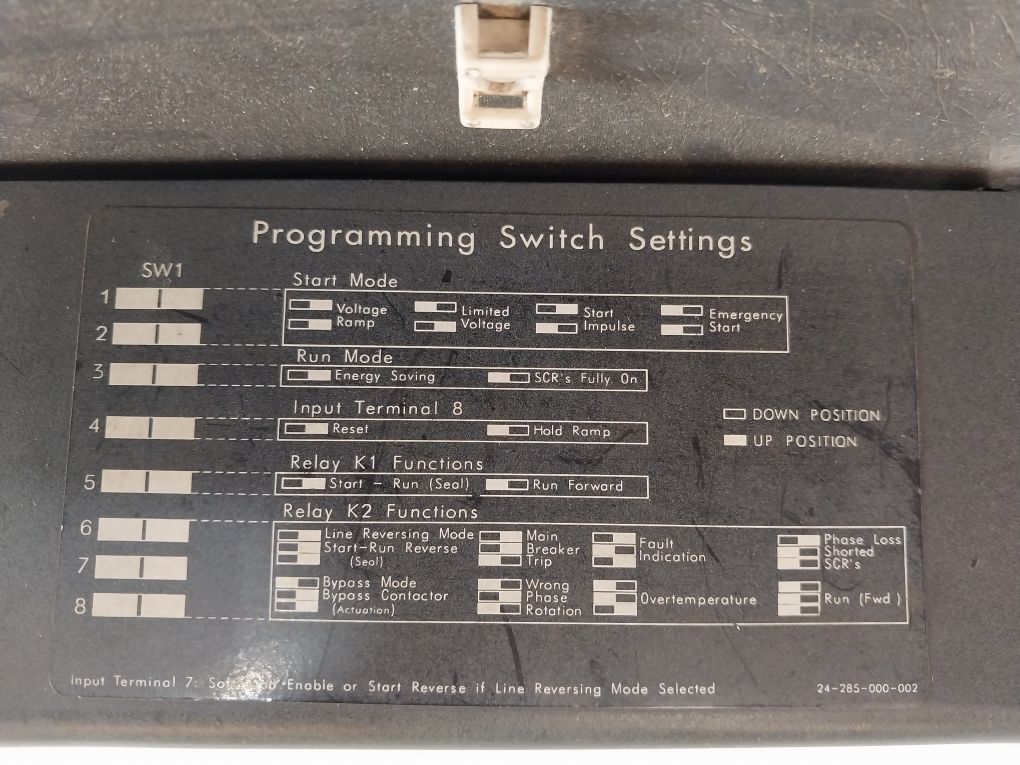 Programming Switch Settings
SW1
1
Start Mode
Voltage
Ramp
Limited
Voltage
Start
Impulse
Emergency
Start
2
Run Mode
3
Energy Saving
SCR's Fully On
Input Terminal 8
4
Reset
Hold Ramp
DOWN POSITION
UP POSITION
Relay K1 Functions
5
Start - Run (Seal)
Run Forward
Relay K2 Functions
6
Line Reversing Mode
Start-Run Reverse
(Seal)
Main
Breaker
Trip
Fault
Indication
Phase Loss
Shorted
SCR's
7
Bypass Mode
Bypass Contactor
(Actuation)
Wrong
Phase
Rotation
Overtemperature
Run (Fwd)
8
Input Terminal 7: Enable or Start Reverse if Line Reversing Mode Selected
24-285-000-002